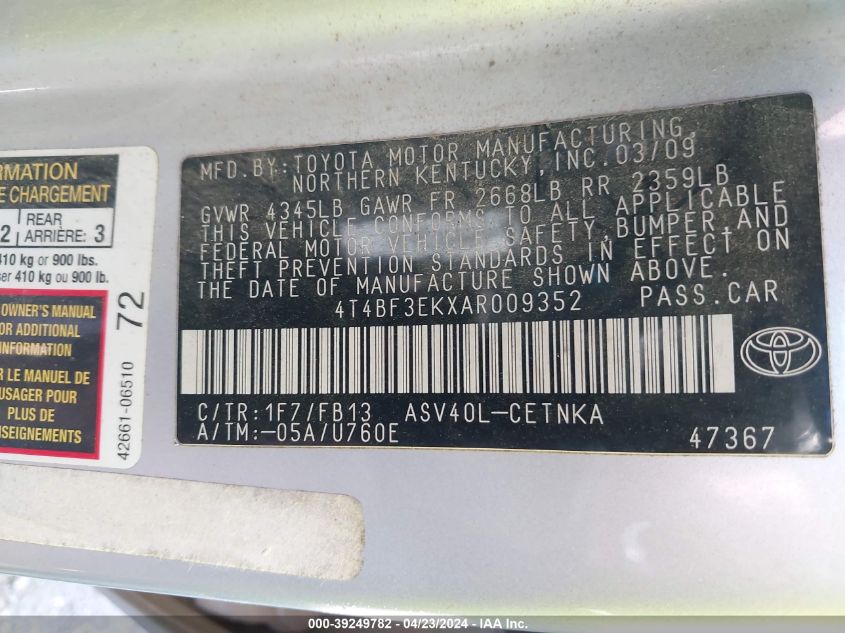 RMATION
E CHARGEMENT
2 REAR
ARRIÈRE: 3
410 kg or 900 lbs.
ser 410 kg ou 900 lb.
OWNER'S MANUAL
OR ADDITIONAL
INFORMATION
R LE MANUEL DE
USAGER POUR
PLUS DE
NSEIGNEMENTS
72
42661-06510
MFD.BY:TOYOTA MOTOR MANUFACTURING,
NORTHERN KENTUCKY,INC.03/09
GVWR 4345LB GAWR FR 2668LB RR 2359LB
THIS VEHICLE CONFORMS TO ALL APPLICABLE
FEDERAL MOTOR VEHICLE SAFETY,BUMPER,AND
THEFT PREVENTION STANDARDS IN EFFECT ON
THE DATE OF MANUFACTURE SHOWN ABOVE.
4T4BF3EKXAR009352 PASS.CAR
C/TR:1F7/FB13 ASV40L-CETNKA
A/TM:-05A/U760E 47367
000-39249782 - 04/23/2024 - IAA Inc.